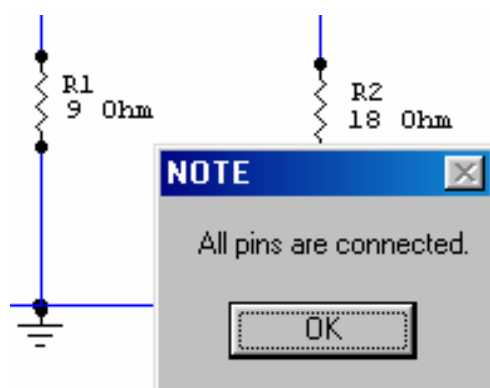 R1
9 Ohm
R2
18 Ohm
NOTE
All pins are connected.
OK